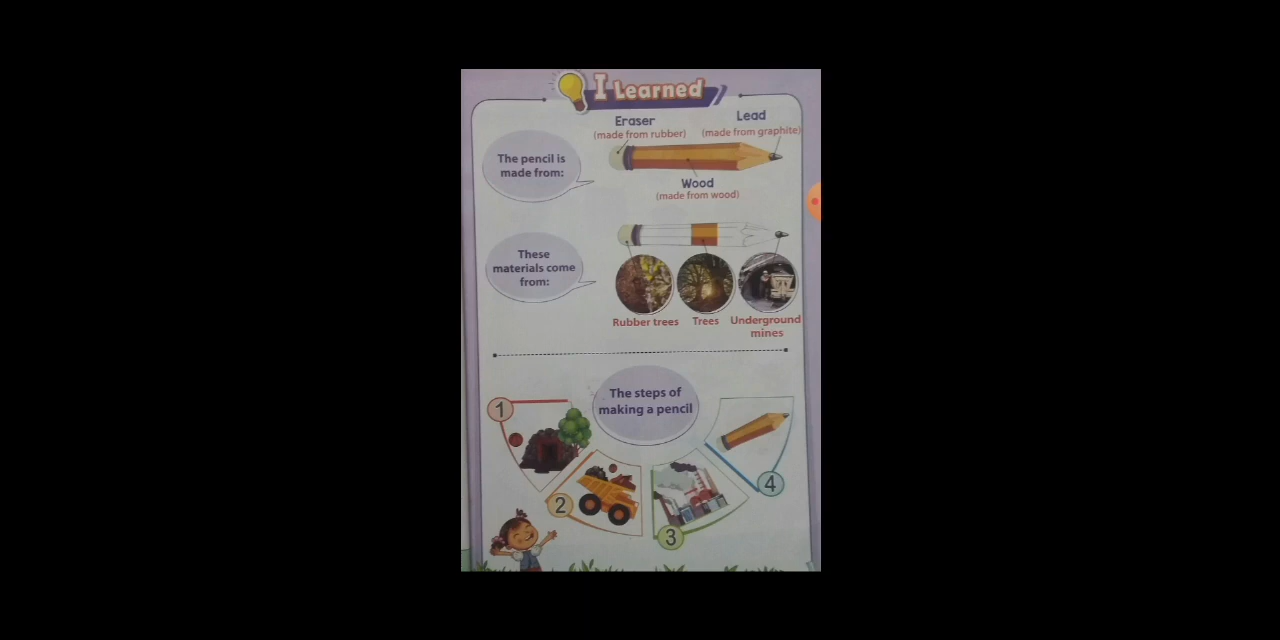 I Learned
Eraser
(made from rubber)
Lead
(made from graphite)
The pencil is
made from:
Wood
(made from wood)
These
materials come
from:
Rubber trees
Trees
Underground
mines
The steps of
making a pencil
1
2
3
4